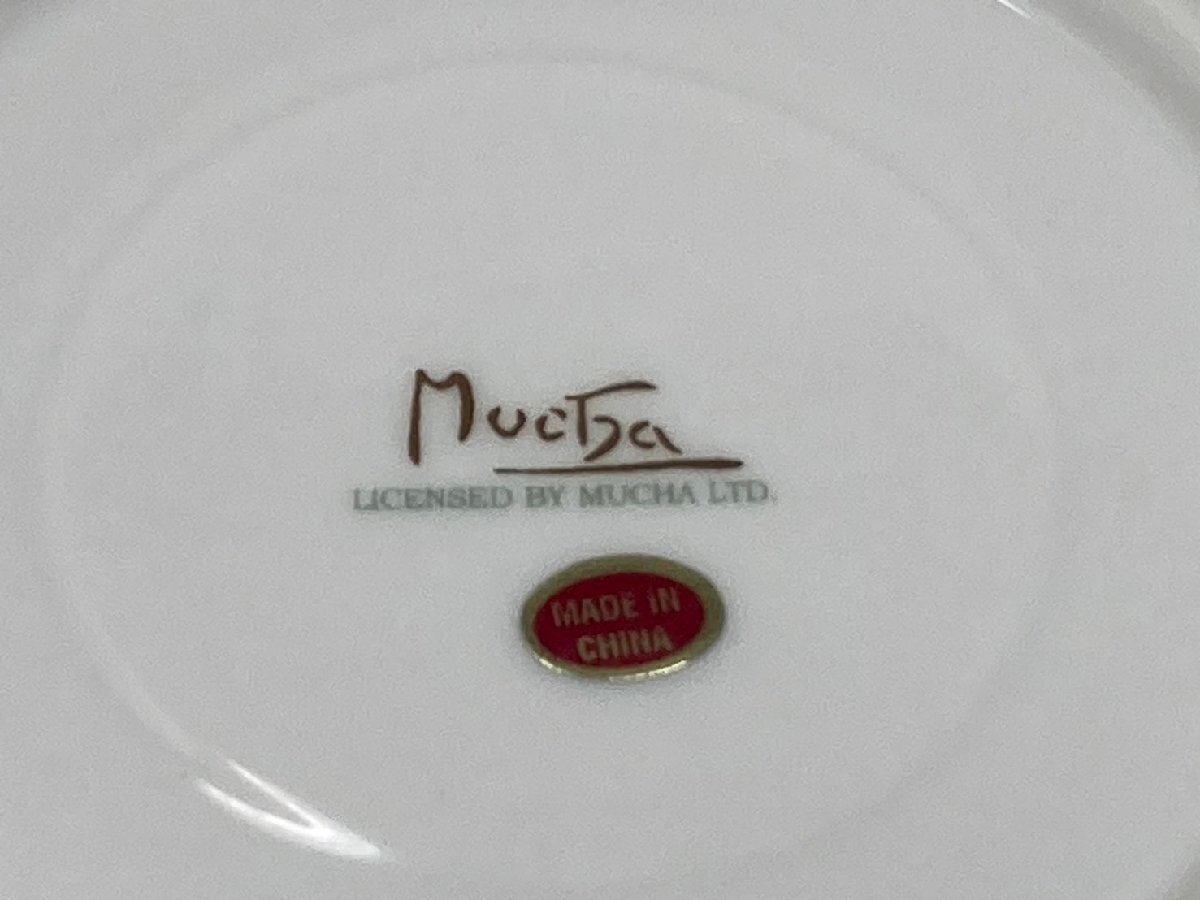 Mucha
LICENSED BY MUCHA LTD.
MADE IN
CHINA